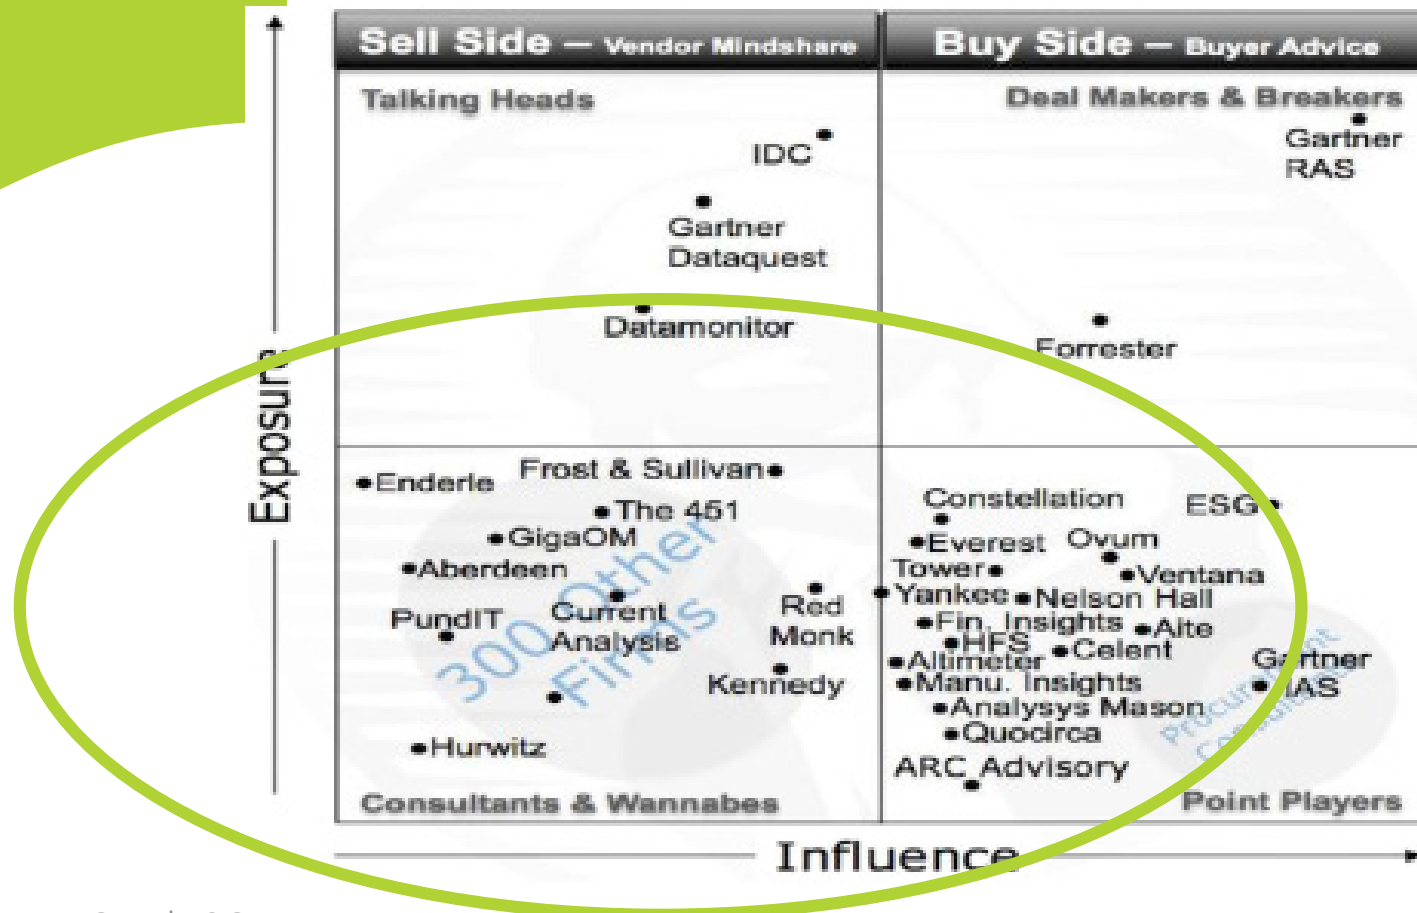 Sell Side — Vendor Mindshare
Buy Side — Buyer Advice
Talking Heads
Deal Makers & Breakers
IDC
Gartner
RAS
Gartner
Dataquest
Datamonitor
Forrester
Exposure
Enderle
Frost & Sullivan
The 451
GigaOM
Aberdeen
PundIT
Current
Analysis
Red
Monk
Kennedy
Hurwitz
300 Other
Firms
Consultants & Wannabes
Constellation
ESG
Everest
Ovum
Tower
Ventana
Yankee
Nelson Hall
Fin. Insights
Aite
HFS
Celent
Altimeter
Gartner
IAS
Manu. Insights
Analysys Mason
Quocirca
ARC Advisory
Procurement
Point Players
Influence